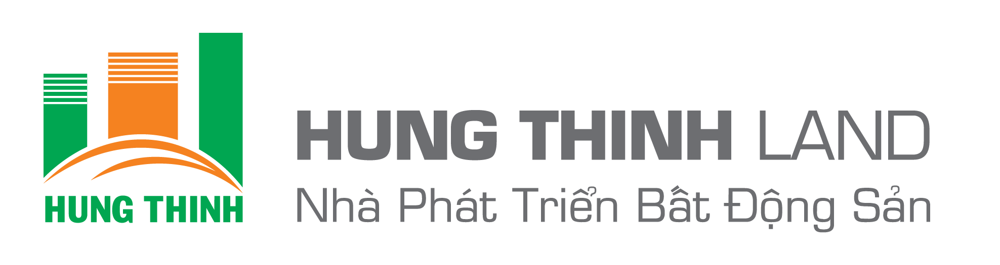 HUNG THINH
HUNG THINH LAND
Nhà Phát Triển Bất Động Sản